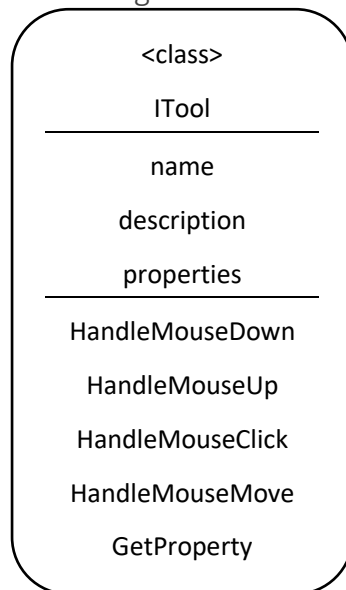 <class>
ITool
name
description
properties
HandleMouseDown
HandleMouseUp
HandleMouseClick
HandleMouseMove
GetProperty